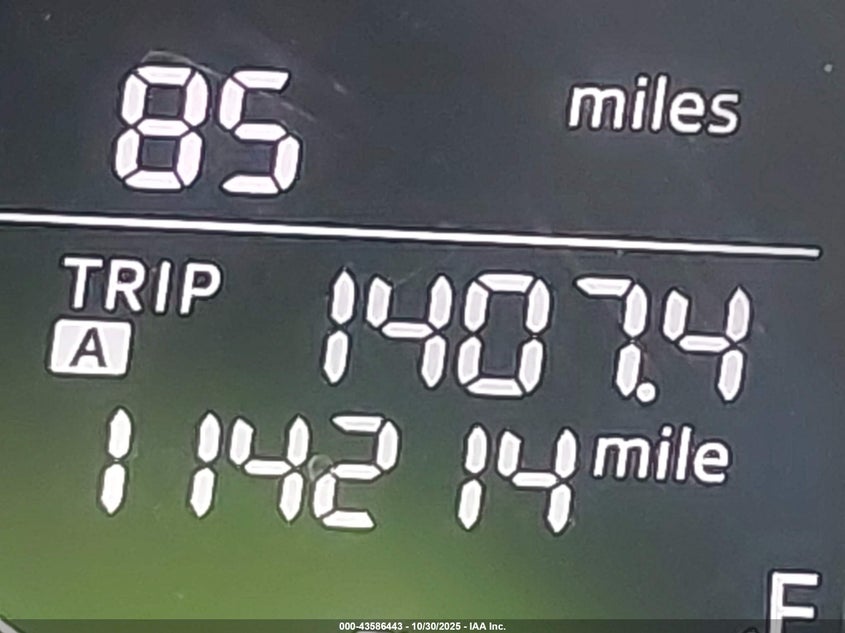 85 miles
TRIP 1407.4
A
114214 mile
F
000-43586443 - 10/30/2025 - IAA Inc.